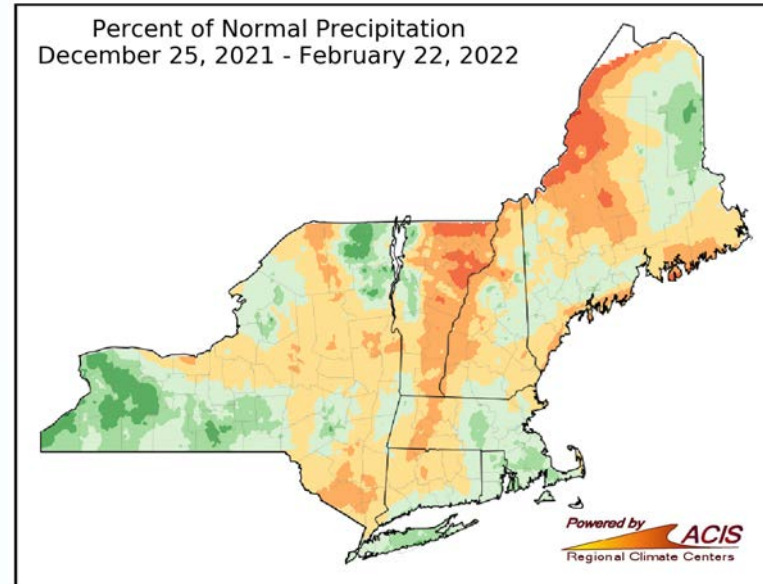 Percent of Normal Precipitation
December 25, 2021 - February 22, 2022
Powered by
ACIS
Regional Climate Centers